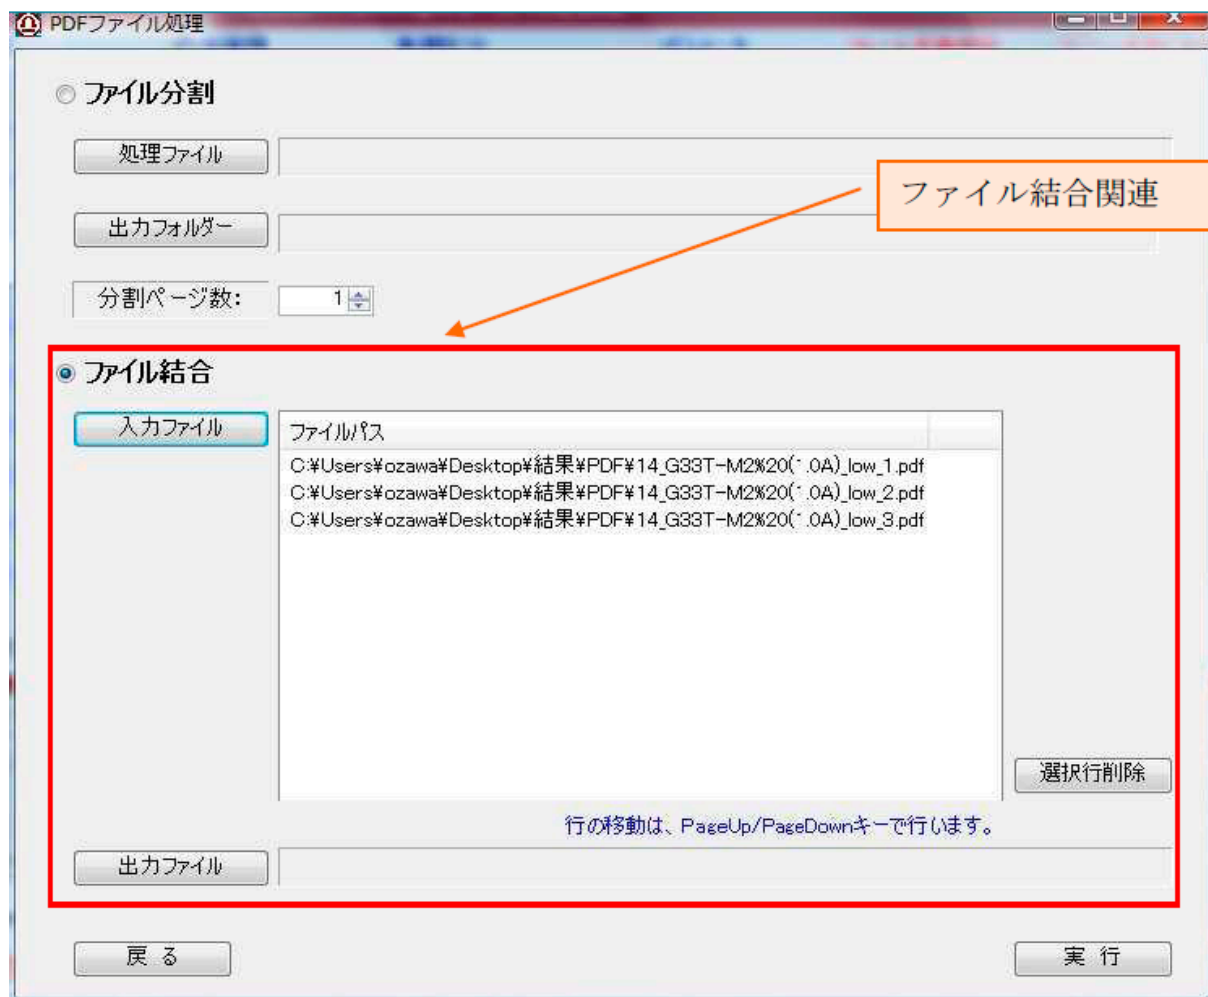 PDFファイル処理
ファイル分割
処理ファイル
ファイル結合関連
出力フォルダー
分割ページ数:
1
ファイル結合
入力ファイル
ファイルパス
C:¥Users¥ozawa¥Desktop¥結果¥PDF¥14_G33T-M2%20(1.0A)_low_1.pdf
C:¥Users¥ozawa¥Desktop¥結果¥PDF¥14_G33T-M2%20(1.0A)_low_2.pdf
C:¥Users¥ozawa¥Desktop¥結果¥PDF¥14_G33T-M2%20(1.0A)_low_3.pdf
選択行削除
行の移動は、PageUp/PageDownキーで行います。
出力ファイル
戻 る
実 行